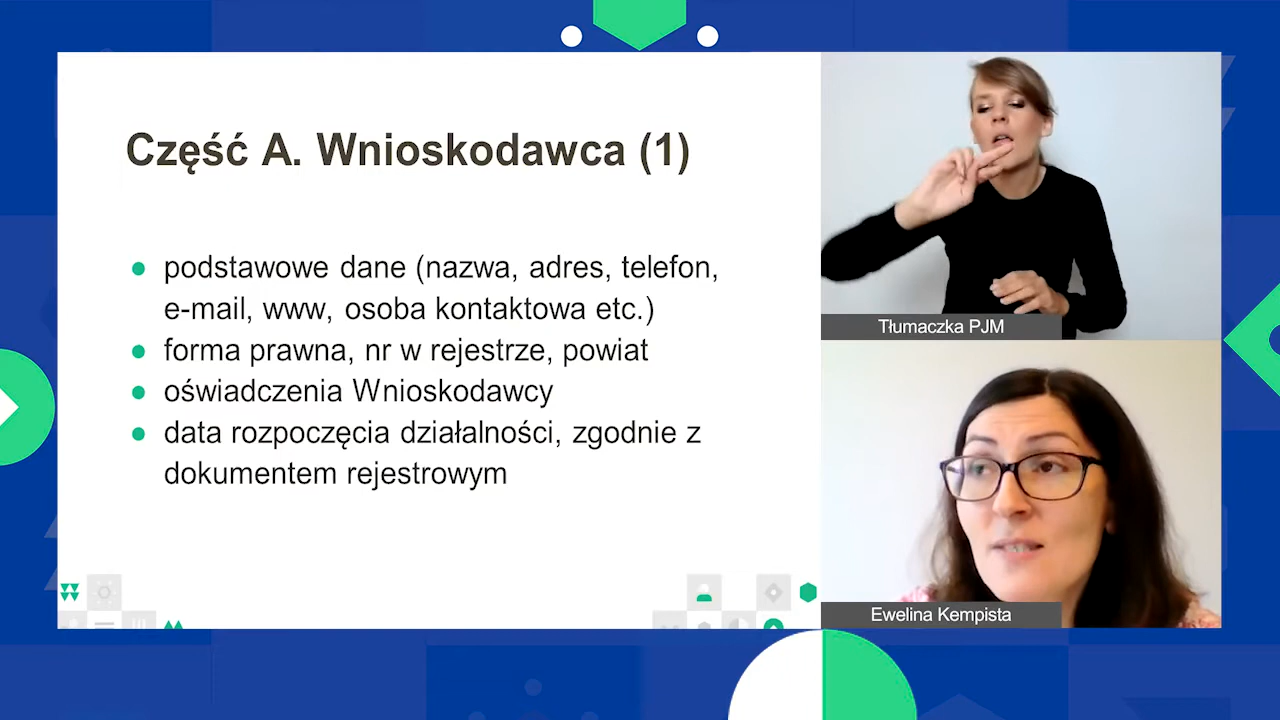 Część A. Wnioskodawca (1)
podstawowe dane (nazwa, adres, telefon,
e-mail, www, osoba kontaktowa etc.)
forma prawna, nr w rejestrze, powiat
oświadczenia Wnioskodawcy
data rozpoczęcia działalności, zgodnie z
dokumentem rejestrowym
Tłumaczka PJM
Ewelina Kempista